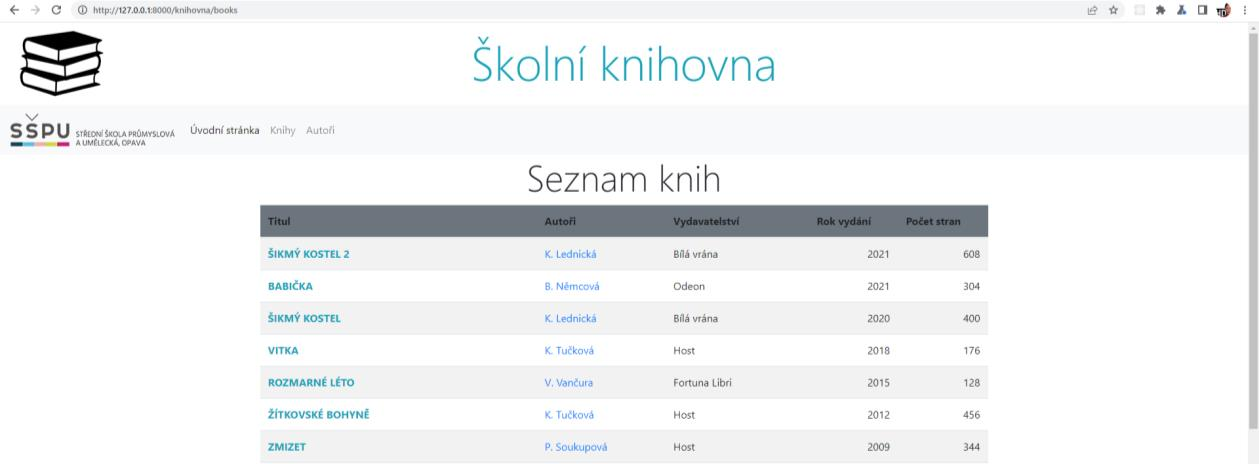 http://127.0.0.1:8000/knihovna/books
Školní knihovna
SŠPU STŘEDNÍ ŠKOLA PRŮMYSLOVÁ
A UMĚLECKÁ, OPAVA
Úvodní stránka Knihy Autoři
Seznam knih
Titul Autoři Vydavatelství Rok vydání Počet stran
ŠIKMÝ KOSTEL 2 K. Lednická Bílá vrána 2021 608
BABIČKA B. Němcová Odeon 2021 304
ŠIKMÝ KOSTEL K. Lednická Bílá vrána 2020 400
VITKA K. Tučková Host 2018 176
ROZMARNÉ LÉTO V. Vančura Fortuna Libri 2015 128
ŽÍTKOVSKÉ BOHYNĚ K. Tučková Host 2012 456
ZMIZET P. Soukupová Host 2009 344